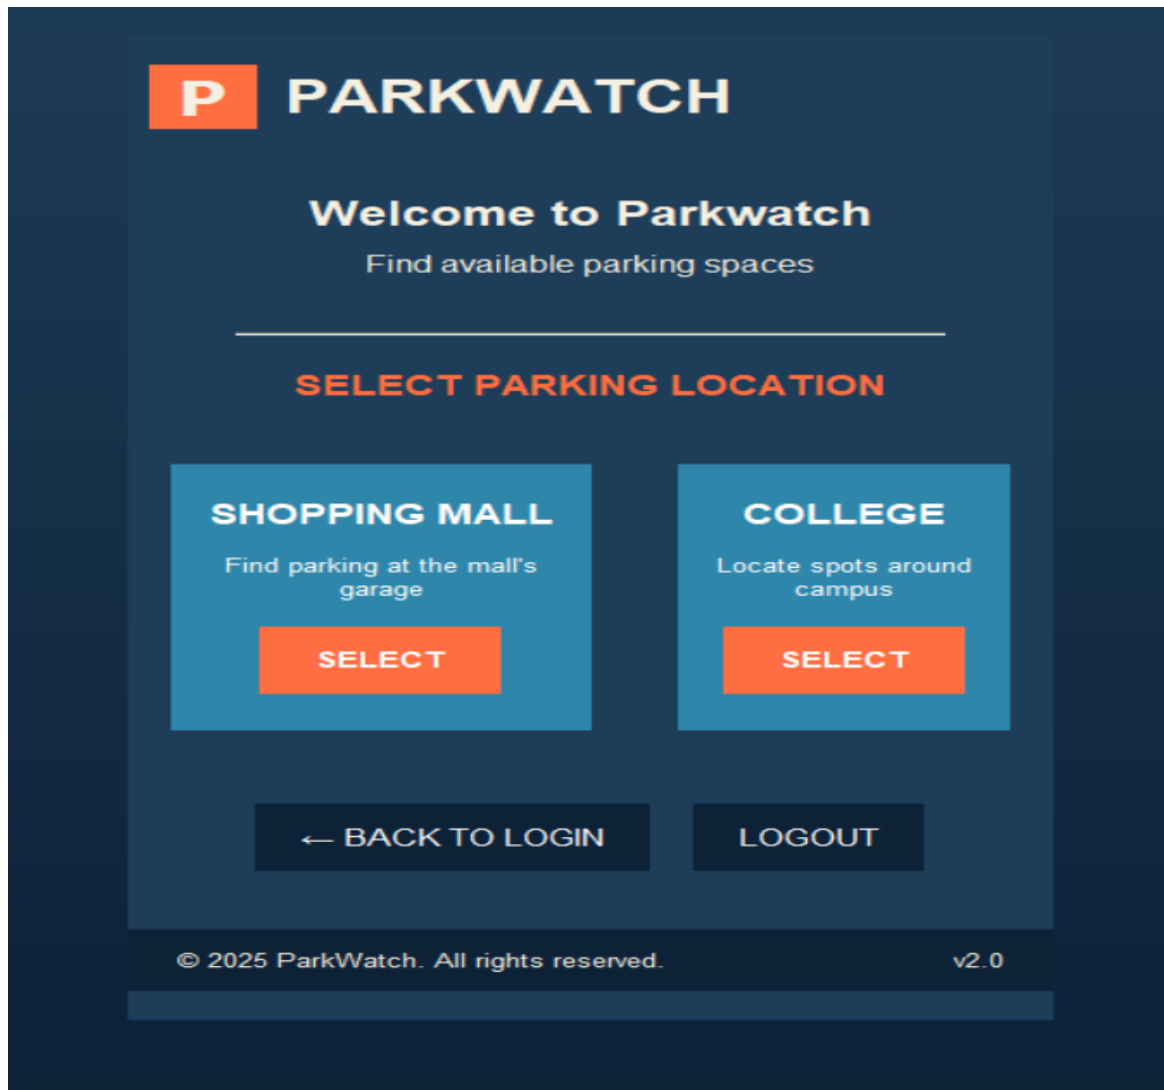 P PARKWATCH
Welcome to Parkwatch
Find available parking spaces
SELECT PARKING LOCATION
SHOPPING MALL
Find parking at the mall's
garage
SELECT
COLLEGE
Locate spots around
campus
SELECT
← BACK TO LOGIN
LOGOUT
© 2025 ParkWatch. All rights reserved.
v2.0